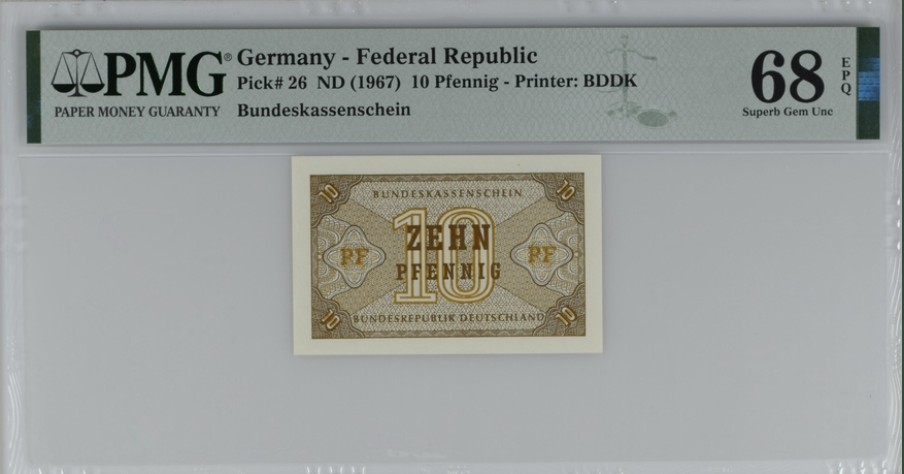 PMG®
PAPER MONEY GUARANTY
Germany - Federal Republic
Pick# 26 ND (1967) 10 Pfennig - Printer: BDDK
Bundeskassenschein
68
EPQ
Superb Gem Unc
10
10
BUNDESKASSENSCHEIN
10
ZEHN
PFENNIG
PF
PF
BUNDESREPUBLIK DEUTSCHLAND
10
10